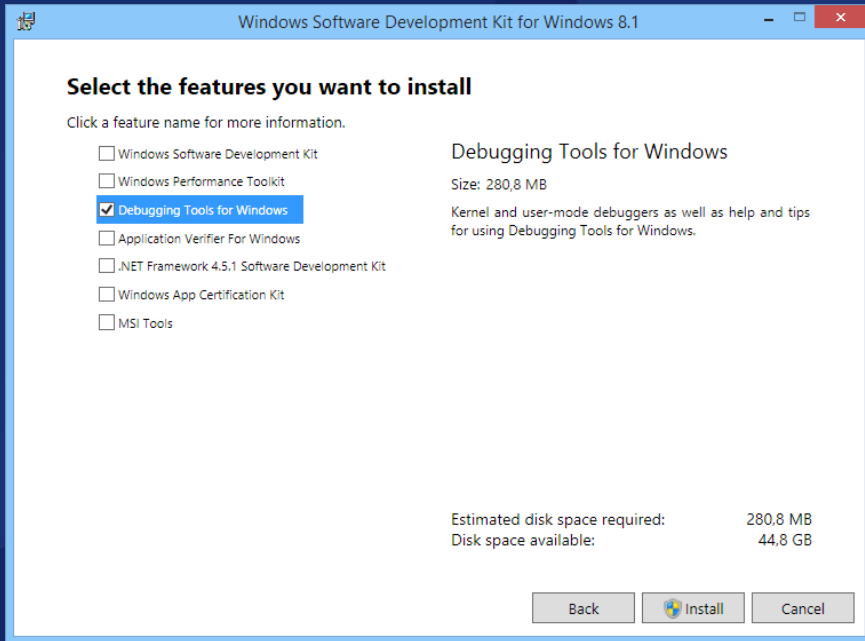 Windows Software Development Kit for Windows 8.1
Select the features you want to install
Click a feature name for more information.
Windows Software Development Kit
Windows Performance Toolkit
Debugging Tools for Windows
Application Verifier For Windows
.NET Framework 4.5.1 Software Development Kit
Windows App Certification Kit
MSI Tools
Debugging Tools for Windows
Size: 280,8 MB
Kernel and user-mode debuggers as well as help and tips
for using Debugging Tools for Windows.
Estimated disk space required: 280,8 MB
Disk space available: 44,8 GB
Back Install Cancel